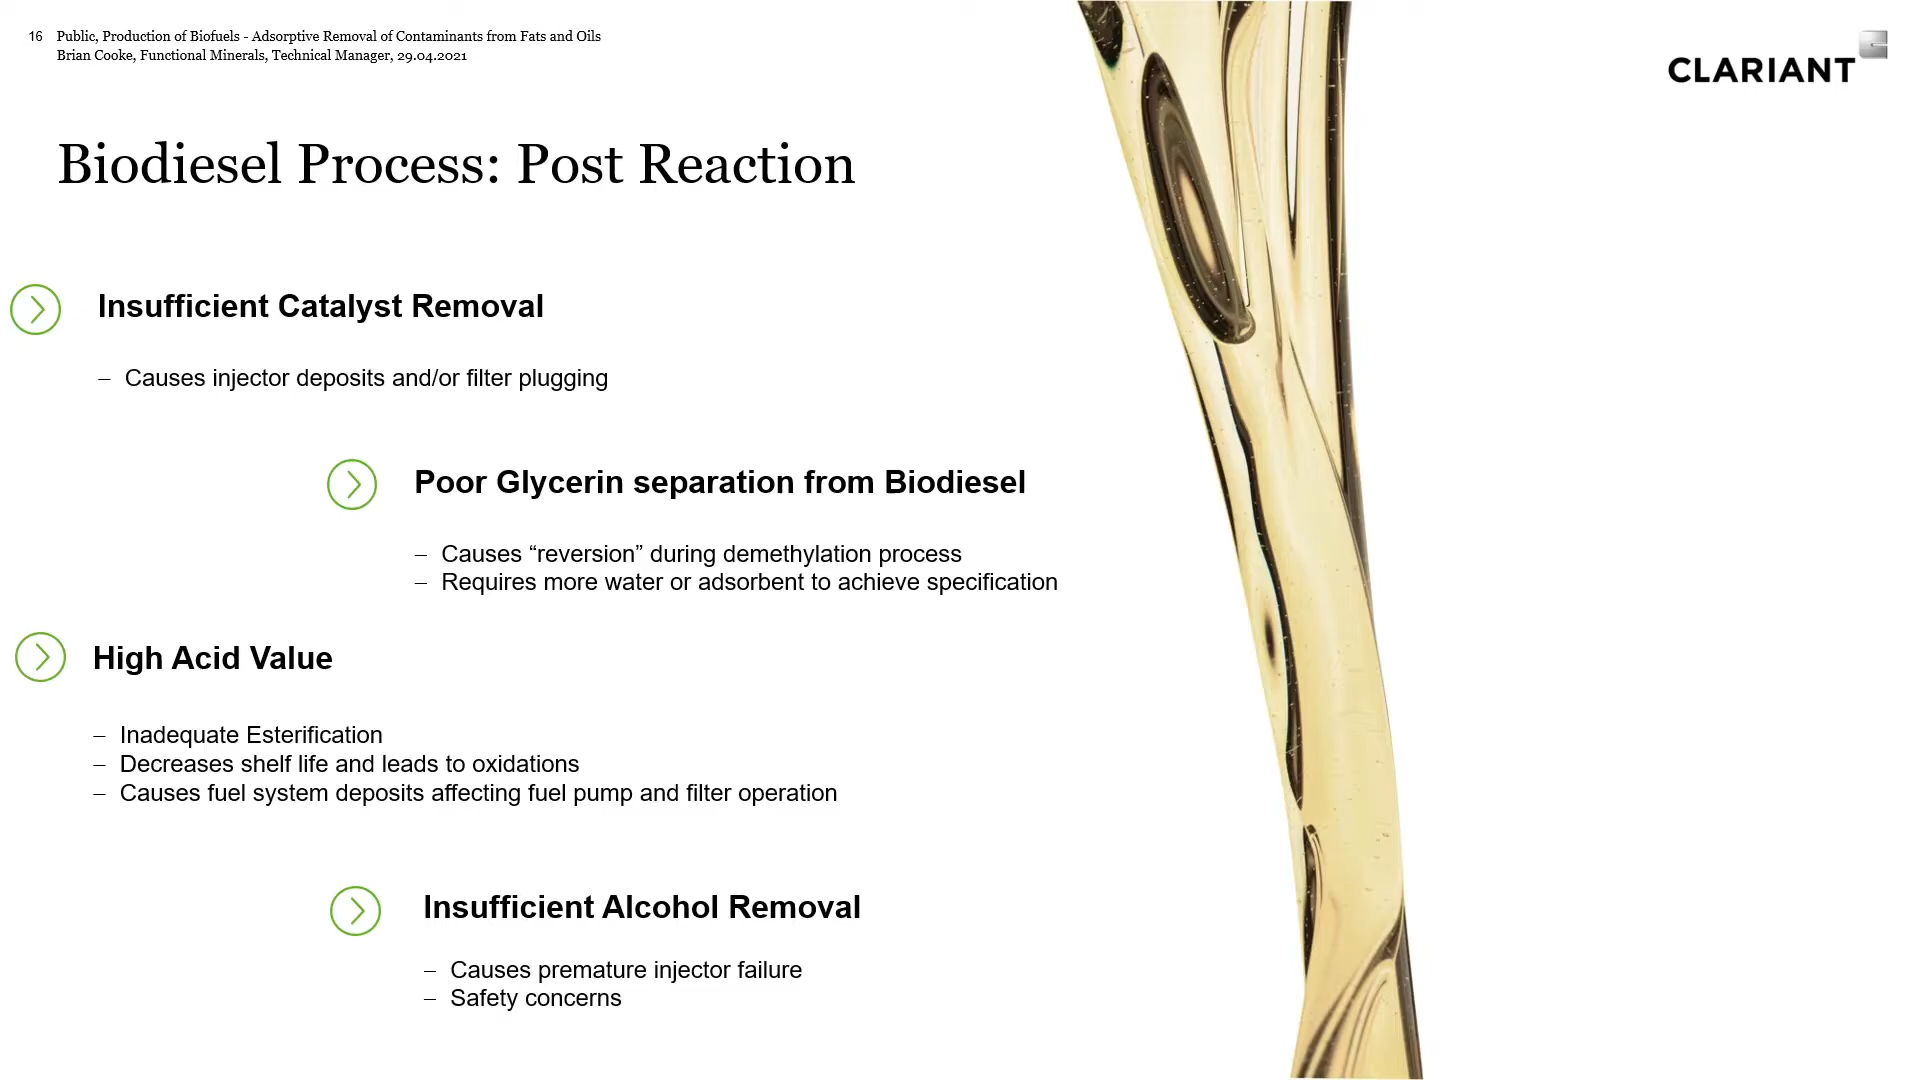 16 Public, Production of Biofuels - Adsorptive Removal of Contaminants from Fats and Oils
Brian Cooke, Functional Minerals, Technical Manager, 29.04.2021
CLARIANT
Biodiesel Process: Post Reaction
Insufficient Catalyst Removal
– Causes injector deposits and/or filter plugging
Poor Glycerin separation from Biodiesel
– Causes “reversion” during demethylation process
– Requires more water or adsorbent to achieve specification
High Acid Value
– Inadequate Esterification
– Decreases shelf life and leads to oxidations
– Causes fuel system deposits affecting fuel pump and filter operation
Insufficient Alcohol Removal
– Causes premature injector failure
– Safety concerns